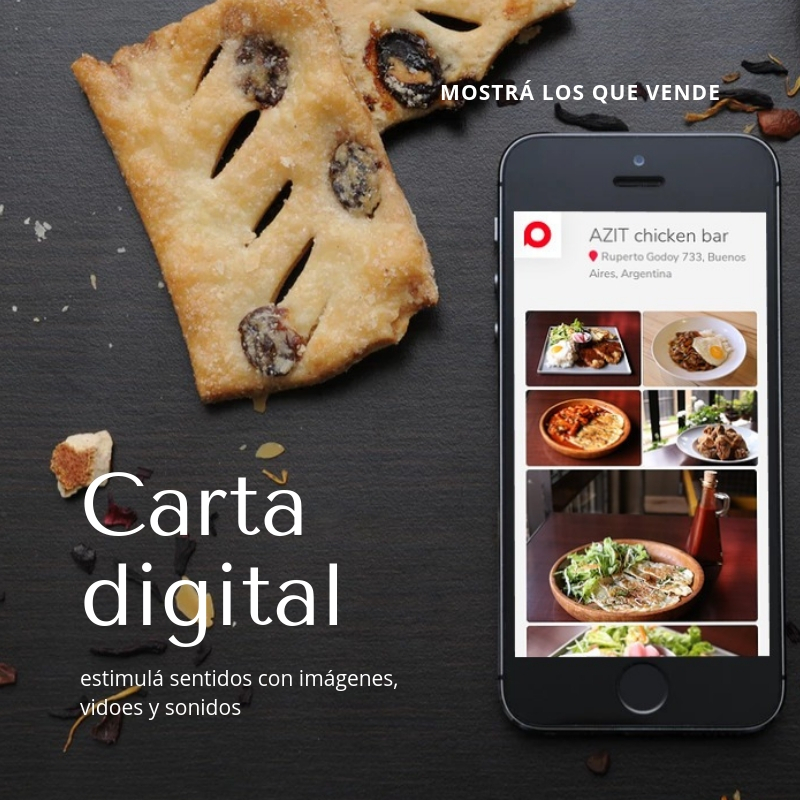 MOSTRÁ LOS QUE VENDE
AZIT chicken bar
Ruperto Godoy 733, Buenos
Aires, Argentina
Carta
digital
estimulá sentidos con imágenes,
vidoes y sonidos